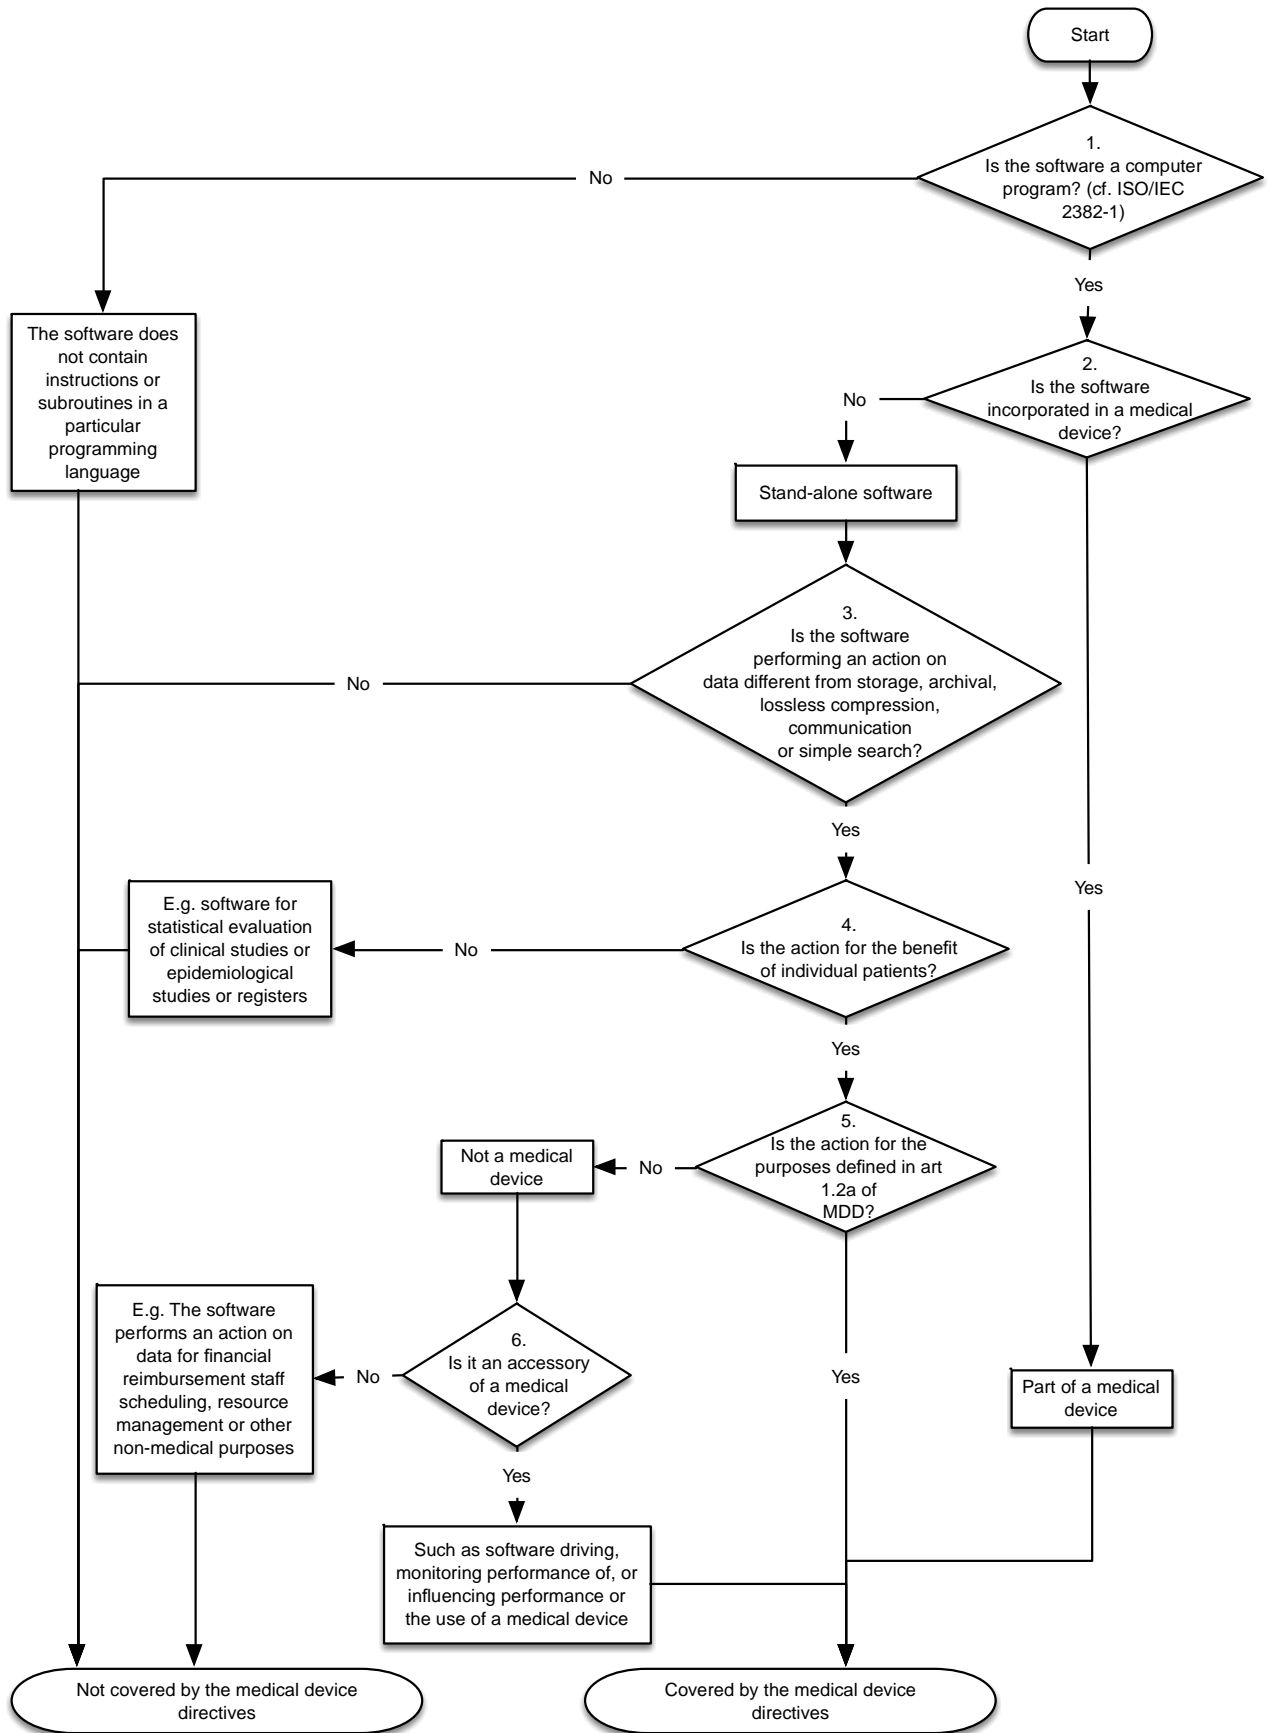 Start
1.
Is the software a computer
program? (cf. ISO/IEC
2382-1)
No
Yes
The software does
not contain
instructions or
subroutines in a
particular
programming
language
2.
Is the software
incorporated in a medical
device?
No
Stand-alone software
3.
Is the software
performing an action on
data different from storage, archival,
lossless compression,
communication
or simple search?
No
Yes
Yes
E.g. software for
statistical evaluation
of clinical studies or
epidemiological
studies or registers
No
4.
Is the action for the benefit
of individual patients?
Yes
5.
Is the action for the
purposes defined in art
1.2a of
MDD?
No
Not a medical
device
E.g. The software
performs an action on
data for financial
reimbursement staff
scheduling, resource
management or other
non-medical purposes
No
6.
Is it an accessory
of a medical
device?
Yes
Part of a medical
device
Yes
Such as software driving,
monitoring performance of, or
influencing performance or
the use of a medical device
Not covered by the medical device
directives
Covered by the medical device
directives